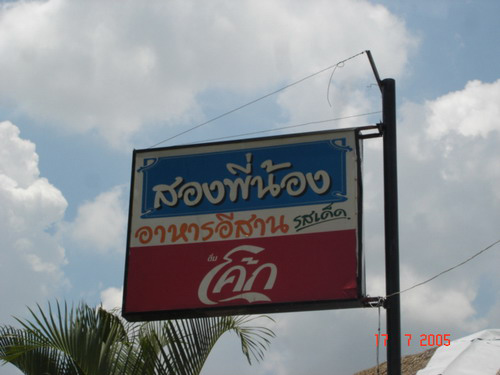 สองพี่น้อง
อาหารอีสาน รสเด็ด
ดื่ม
โค้ก
17 7 2005